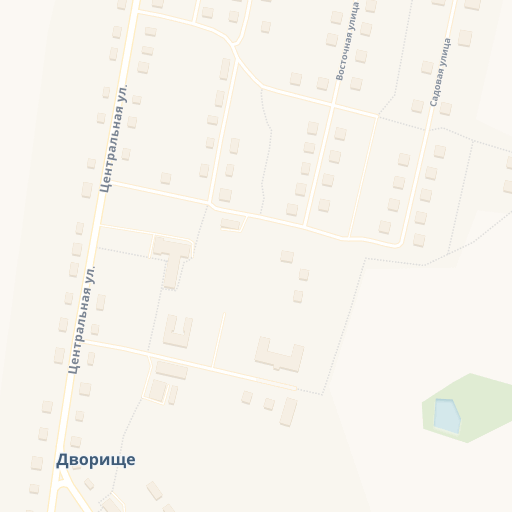 Восточная улица
Садовая улица
Центральная ул.
Центральная ул.
Дворище